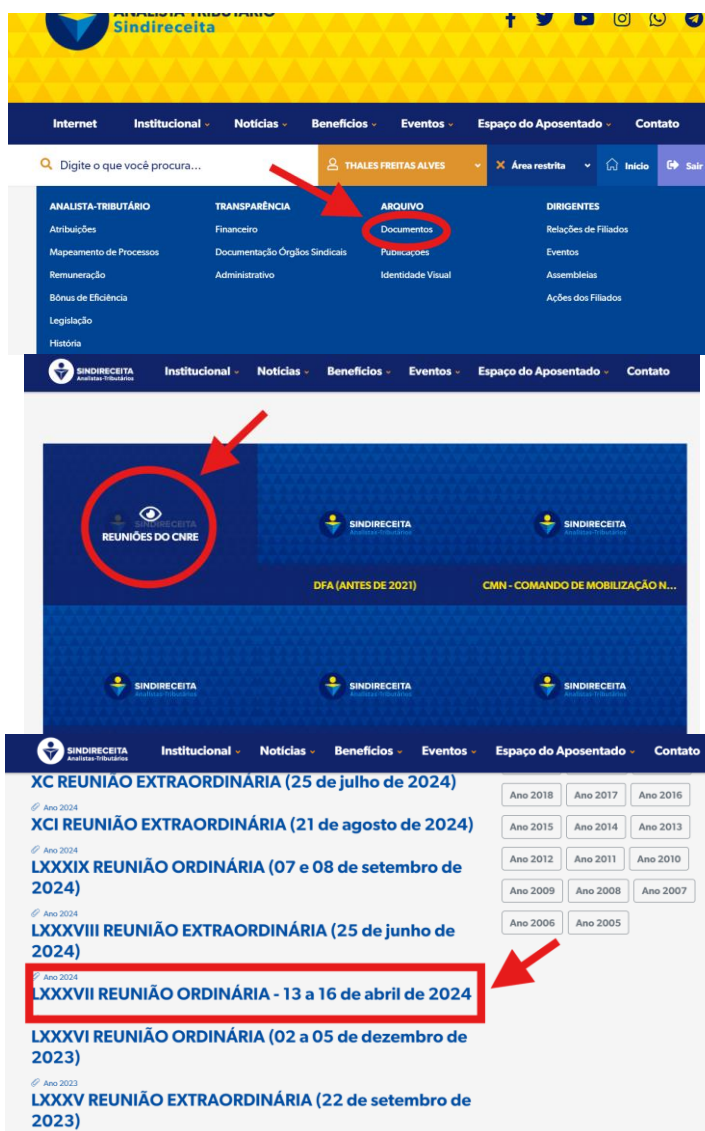 ANALISTA-TRIBUTÁRIO
Sindireceita
Internet Institucional Notícias Benefícios Eventos Espaço do Aposentado Contato
Digite o que você procura... THALES FREITAS ALVES Área restrita Início Sair
ANALISTA-TRIBUTÁRIO TRANSPARÊNCIA ARQUIVO DIRIGENTES
Atribuições Financeiro Documentos Relações de Filiados
Mapeamento de Processos Documentação Órgãos Sindicais Publicações Eventos
Remuneração Administrativo Identidade Visual Assembleias
Bônus de Eficiência Ações dos Filiados
Legislação
História
SINDIRECEITA Institucional Notícias Benefícios Eventos Espaço do Aposentado Contato
Analistas-Tributários
SINDIRECEITA SINDIRECEITA SINDIRECEITA
Analistas-Tributários Analistas-Tributários
REUNIÕES DO CNRE
DFA (ANTES DE 2021) CMN - COMANDO DE MOBILIZAÇÃO N...
SINDIRECEITA SINDIRECEITA SINDIRECEITA
Analistas-Tributários Analistas-Tributários Analistas-Tributários
SINDIRECEITA Institucional Notícias Benefícios Eventos Espaço do Aposentado Contato
Analistas-Tributários
XC REUNIÃO EXTRAORDINÁRIA (25 de julho de 2024)
Ano 2024
XCI REUNIÃO EXTRAORDINÁRIA (21 de agosto de 2024)
Ano 2024
LXXXIX REUNIÃO ORDINÁRIA (07 e 08 de setembro de
2024)
Ano 2024
LXXXVIII REUNIÃO EXTRAORDINÁRIA (25 de junho de
2024)
Ano 2024
LXXXVII REUNIÃO ORDINÁRIA - 13 a 16 de abril de 2024
LXXXVI REUNIÃO ORDINÁRIA (02 a 05 de dezembro de
2023)
Ano 2023
LXXXV REUNIÃO EXTRAORDINÁRIA (22 de setembro de
2023)
Ano 2018 Ano 2017 Ano 2016
Ano 2015 Ano 2014 Ano 2013
Ano 2012 Ano 2011 Ano 2010
Ano 2009 Ano 2008 Ano 2007
Ano 2006 Ano 2005